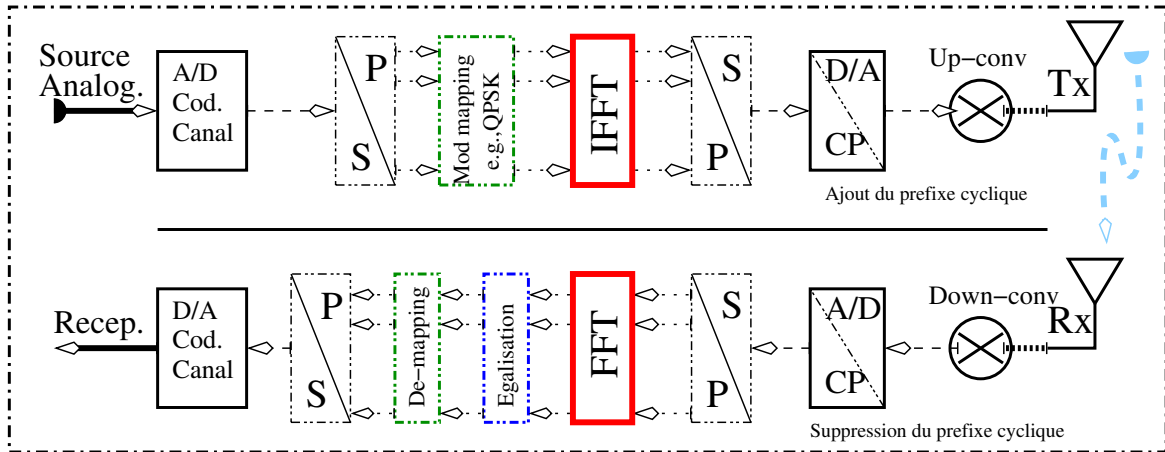 Source
Analog.
A/D
Cod.
Canal
P
S
Mod mapping
e.g.,QPSK
IFFT
S
P
D/A
CP
Up-conv
Tx
Ajout du prefixe cyclique
Recep.
D/A
Cod.
Canal
P
S
De-mapping
Egalisation
FFT
S
P
A/D
CP
Down-conv
Rx
Suppression du prefixe cyclique